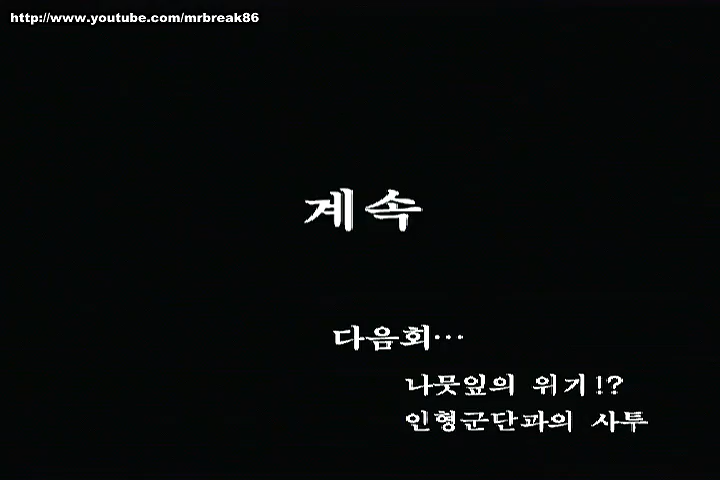 http://www.youtube.com/mrbreak86
계속
다음회…
나뭇잎의 위기!?
인형군단과의 사투